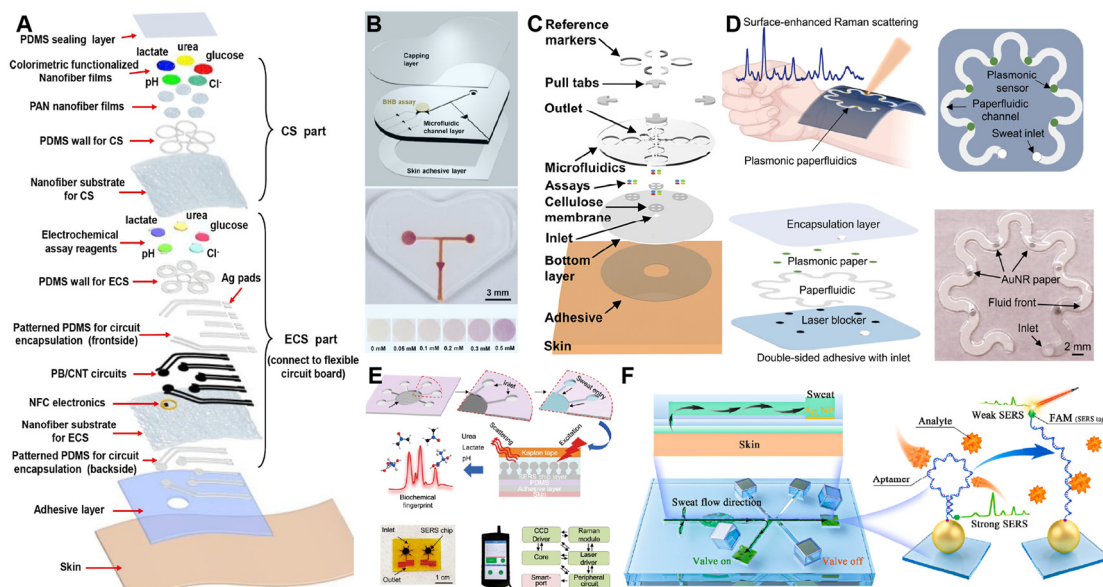 A
PDMS sealing layer
lactate
urea
glucose
Colorimetric functionalized
Nanofiber films
pH
Cl-
PAN nanofiber films
PDMS wall for CS
CS part
Nanofiber substrate
for CS
lactate
urea
glucose
Electrochemical
assay reagents
pH
Cl-
Ag pads
PDMS wall for ECS
Patterned PDMS for circuit
encapsulation (frontside)
ECS part
(connect to flexible
circuit board)
PB/CNT circuits
NFC electronics
Nanofiber substrate
for ECS
Patterned PDMS for circuit
encapsulation (backside)
Adhesive layer
Skin
B
Capping
layer
BHB assay
Microfluidic
channel layer
Skin adhesive layer
3 mm
0 mM
0.05 mM
0.1 mM
0.2 mM
0.3 mM
0.5 mM
C
Reference
markers
Pull tabs
Outlet
Microfluidics
Assays
Cellulose
membrane
Inlet
Bottom
layer
Adhesive
Skin
D
Surface-enhanced Raman scattering
Plasmonic paperfluidics
Plasmonic
sensor
Paperfluidic
channel
Sweat inlet
Encapsulation layer
Plasmonic paper
Paperfluidic
Laser blocker
Double-sided adhesive with inlet
AuNR paper
Fluid front
Inlet
2 mm
E
Inlet
Sweat entry
Scattering
Excitation
Urea
Lactate
pH
Kapton tape
PDMS
Adhesive layer
Skin
Biochemical
fingerprint
Inlet
SERS chip
Outlet
1 cm
CCD
Driver
Raman
module
Core
Laser
driver
Smart-
port
Peripheral
circuit
F
Sweat
Skin
Sweat flow direction
Valve on
Valve off
Weak SERS
FAM (SERS tag)
Analyte
Aptamer
Strong SERS